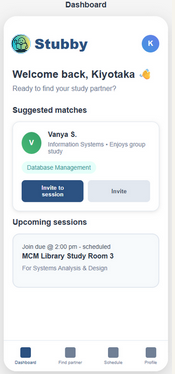 Dashboard
Stubby
K
Welcome back, Kiyotaka 👋
Ready to find your study partner?
Suggested matches
V
Vanya S.
Information Systems • Enjoys group
study
Database Management
Invite to
session
Invite
Upcoming sessions
Join due @ 2:00 pm - scheduled
MCM Library Study Room 3
For Systems Analysis & Design
Dashboard
Find partner
Schedule
Profile